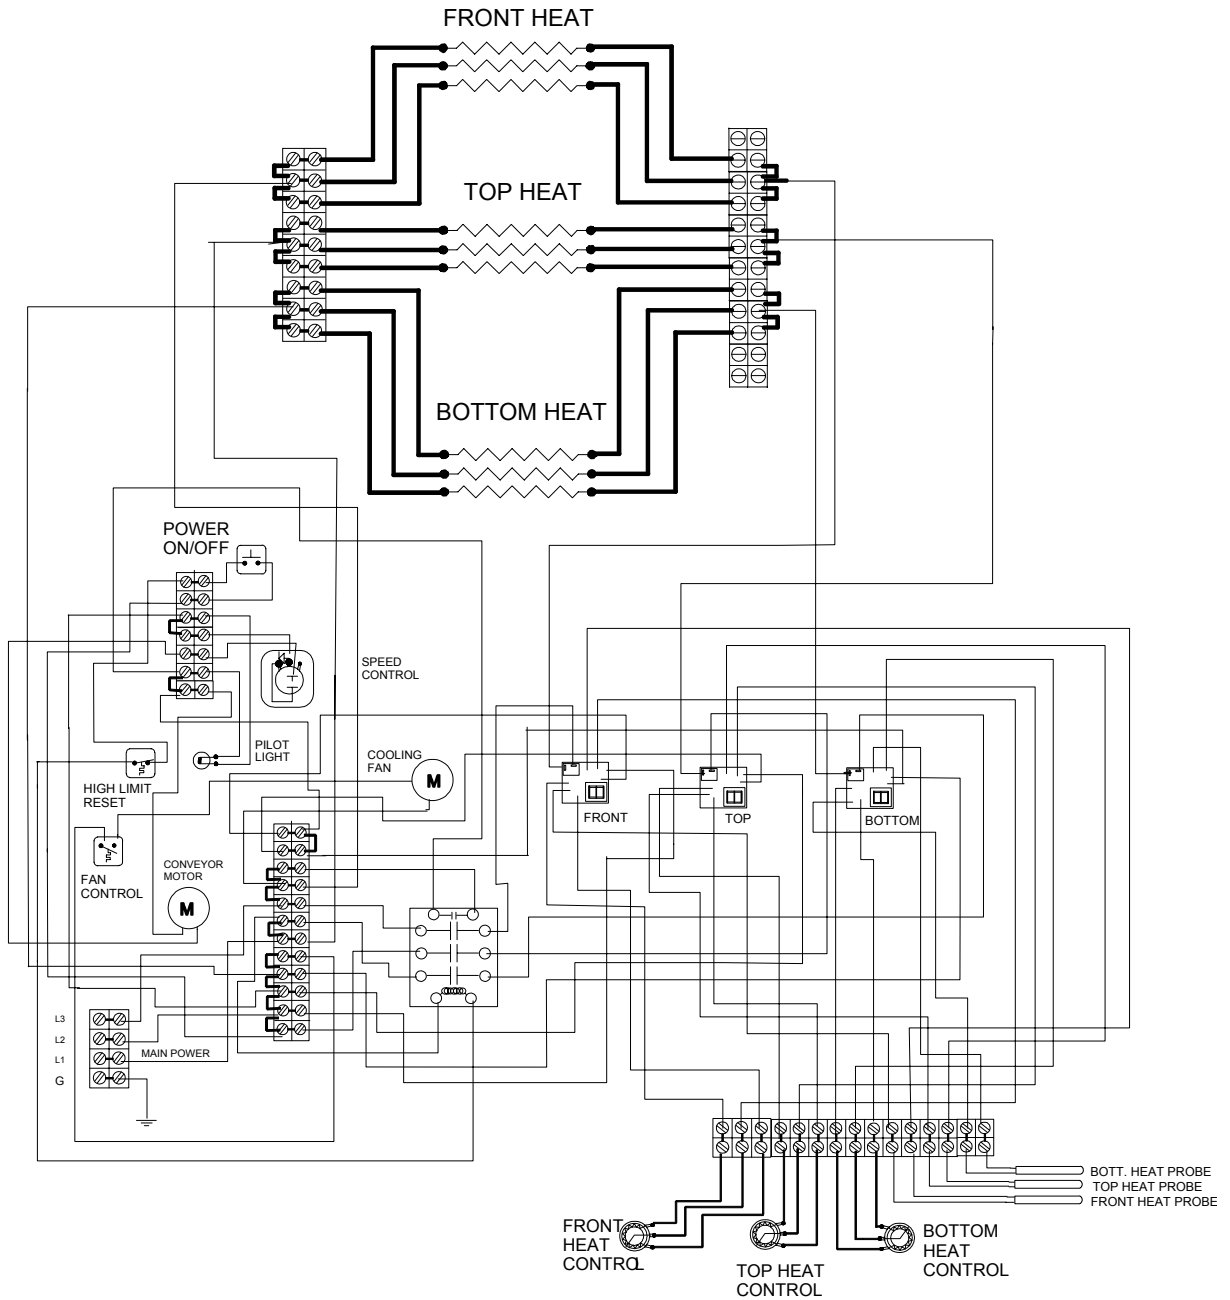 FRONT HEAT
TOP HEAT
BOTTOM HEAT
POWER
ON/OFF
SPEED
CONTROL
PILOT
LIGHT
COOLING
FAN
M
HIGH LIMIT
RESET
FRONT
TOP
BOTTOM
FAN
CONTROL
CONVEYOR
MOTOR
M
L3
L2
L1
G
MAIN POWER
BOTT. HEAT PROBE
TOP HEAT PROBE
FRONT HEAT PROBE
FRONT
HEAT
CONTROL
TOP HEAT
CONTROL
BOTTOM
HEAT
CONTROL